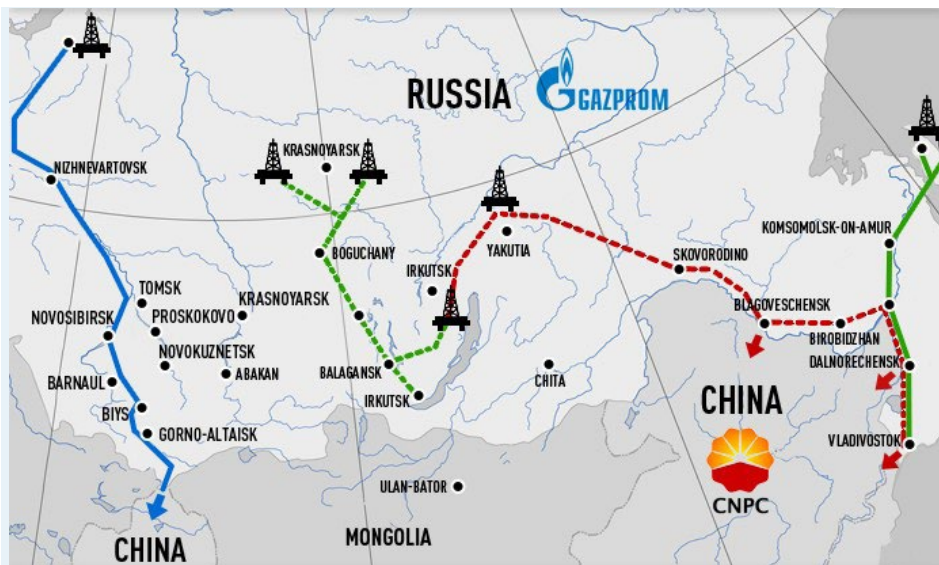 RUSSIA
GAZPROM
KRASNOYARSK
NIZHNEVARTOVSK
KOMSOMOLSK-ON-AMUR
YAKUTIA
BOGUCHANY
SKOVORODINO
IRKUTSK
TOMSK
KRASNOYARSK
BLAGOVESCHENSK
PROSKOKOVO
NOVOSIBIRSK
BIROBIDZHAN
NOVOKUZNETSK
DALNORECHENSK
BALAGANSK
ABAKAN
CHITA
BARNAUL
IRKUTSK
CHINA
BIYS
GORNO-ALTAISK
VLADIVOSTOK
ULAN-BATOR
CNPC
MONGOLIA
CHINA